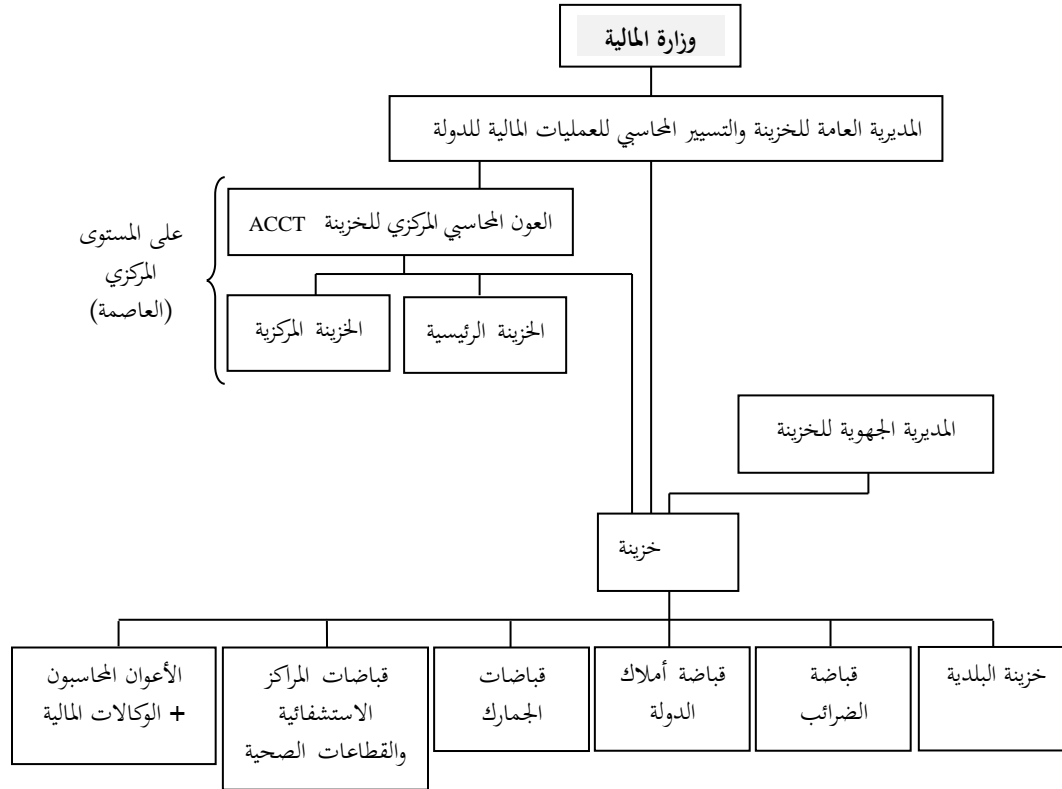 وزارة المالية
المديرية العامة للخزينة والتسيير المحاسبي للعمليات المالية للدولة
العون المحاسبي المركزي للخزينة ACCT
على المستوى
المركزي
(العاصمة)
الخزينة الرئيسية
الخزينة المركزية
المديرية الجهوية للخزينة
خزينة
خزينة البلدية
قباضة
الضرائب
قباضة أملاك
الدولة
قباضات
الجمارك
قباضات المراكز
الاستشفائية
والقطاعات الصحية
الأعوان المحاسبون
+ الوكالات المالية